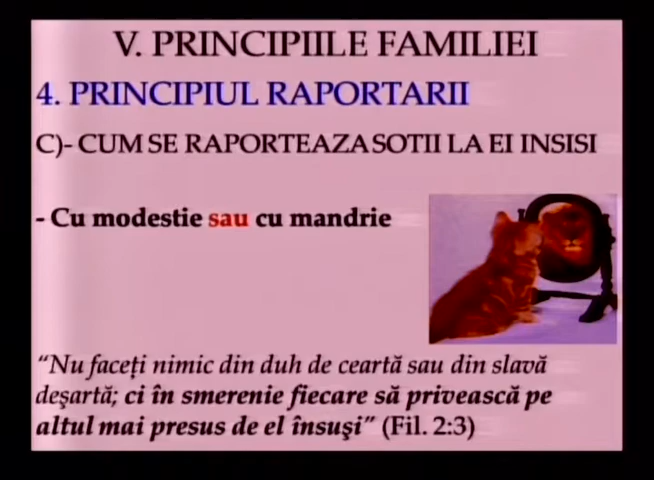 V. PRINCIPIILE FAMILIEI
4. PRINCIPIUL RAPORTARII
C)- CUM SE RAPORTEAZA SOTII LA EI INSISI
- Cu modestie sau cu mandrie
“Nu faceți nimic din duh de ceartă sau din slavă
deşartă; ci în smerenie fiecare să privească pe
altul mai presus de el însuşi” (Fil. 2:3)